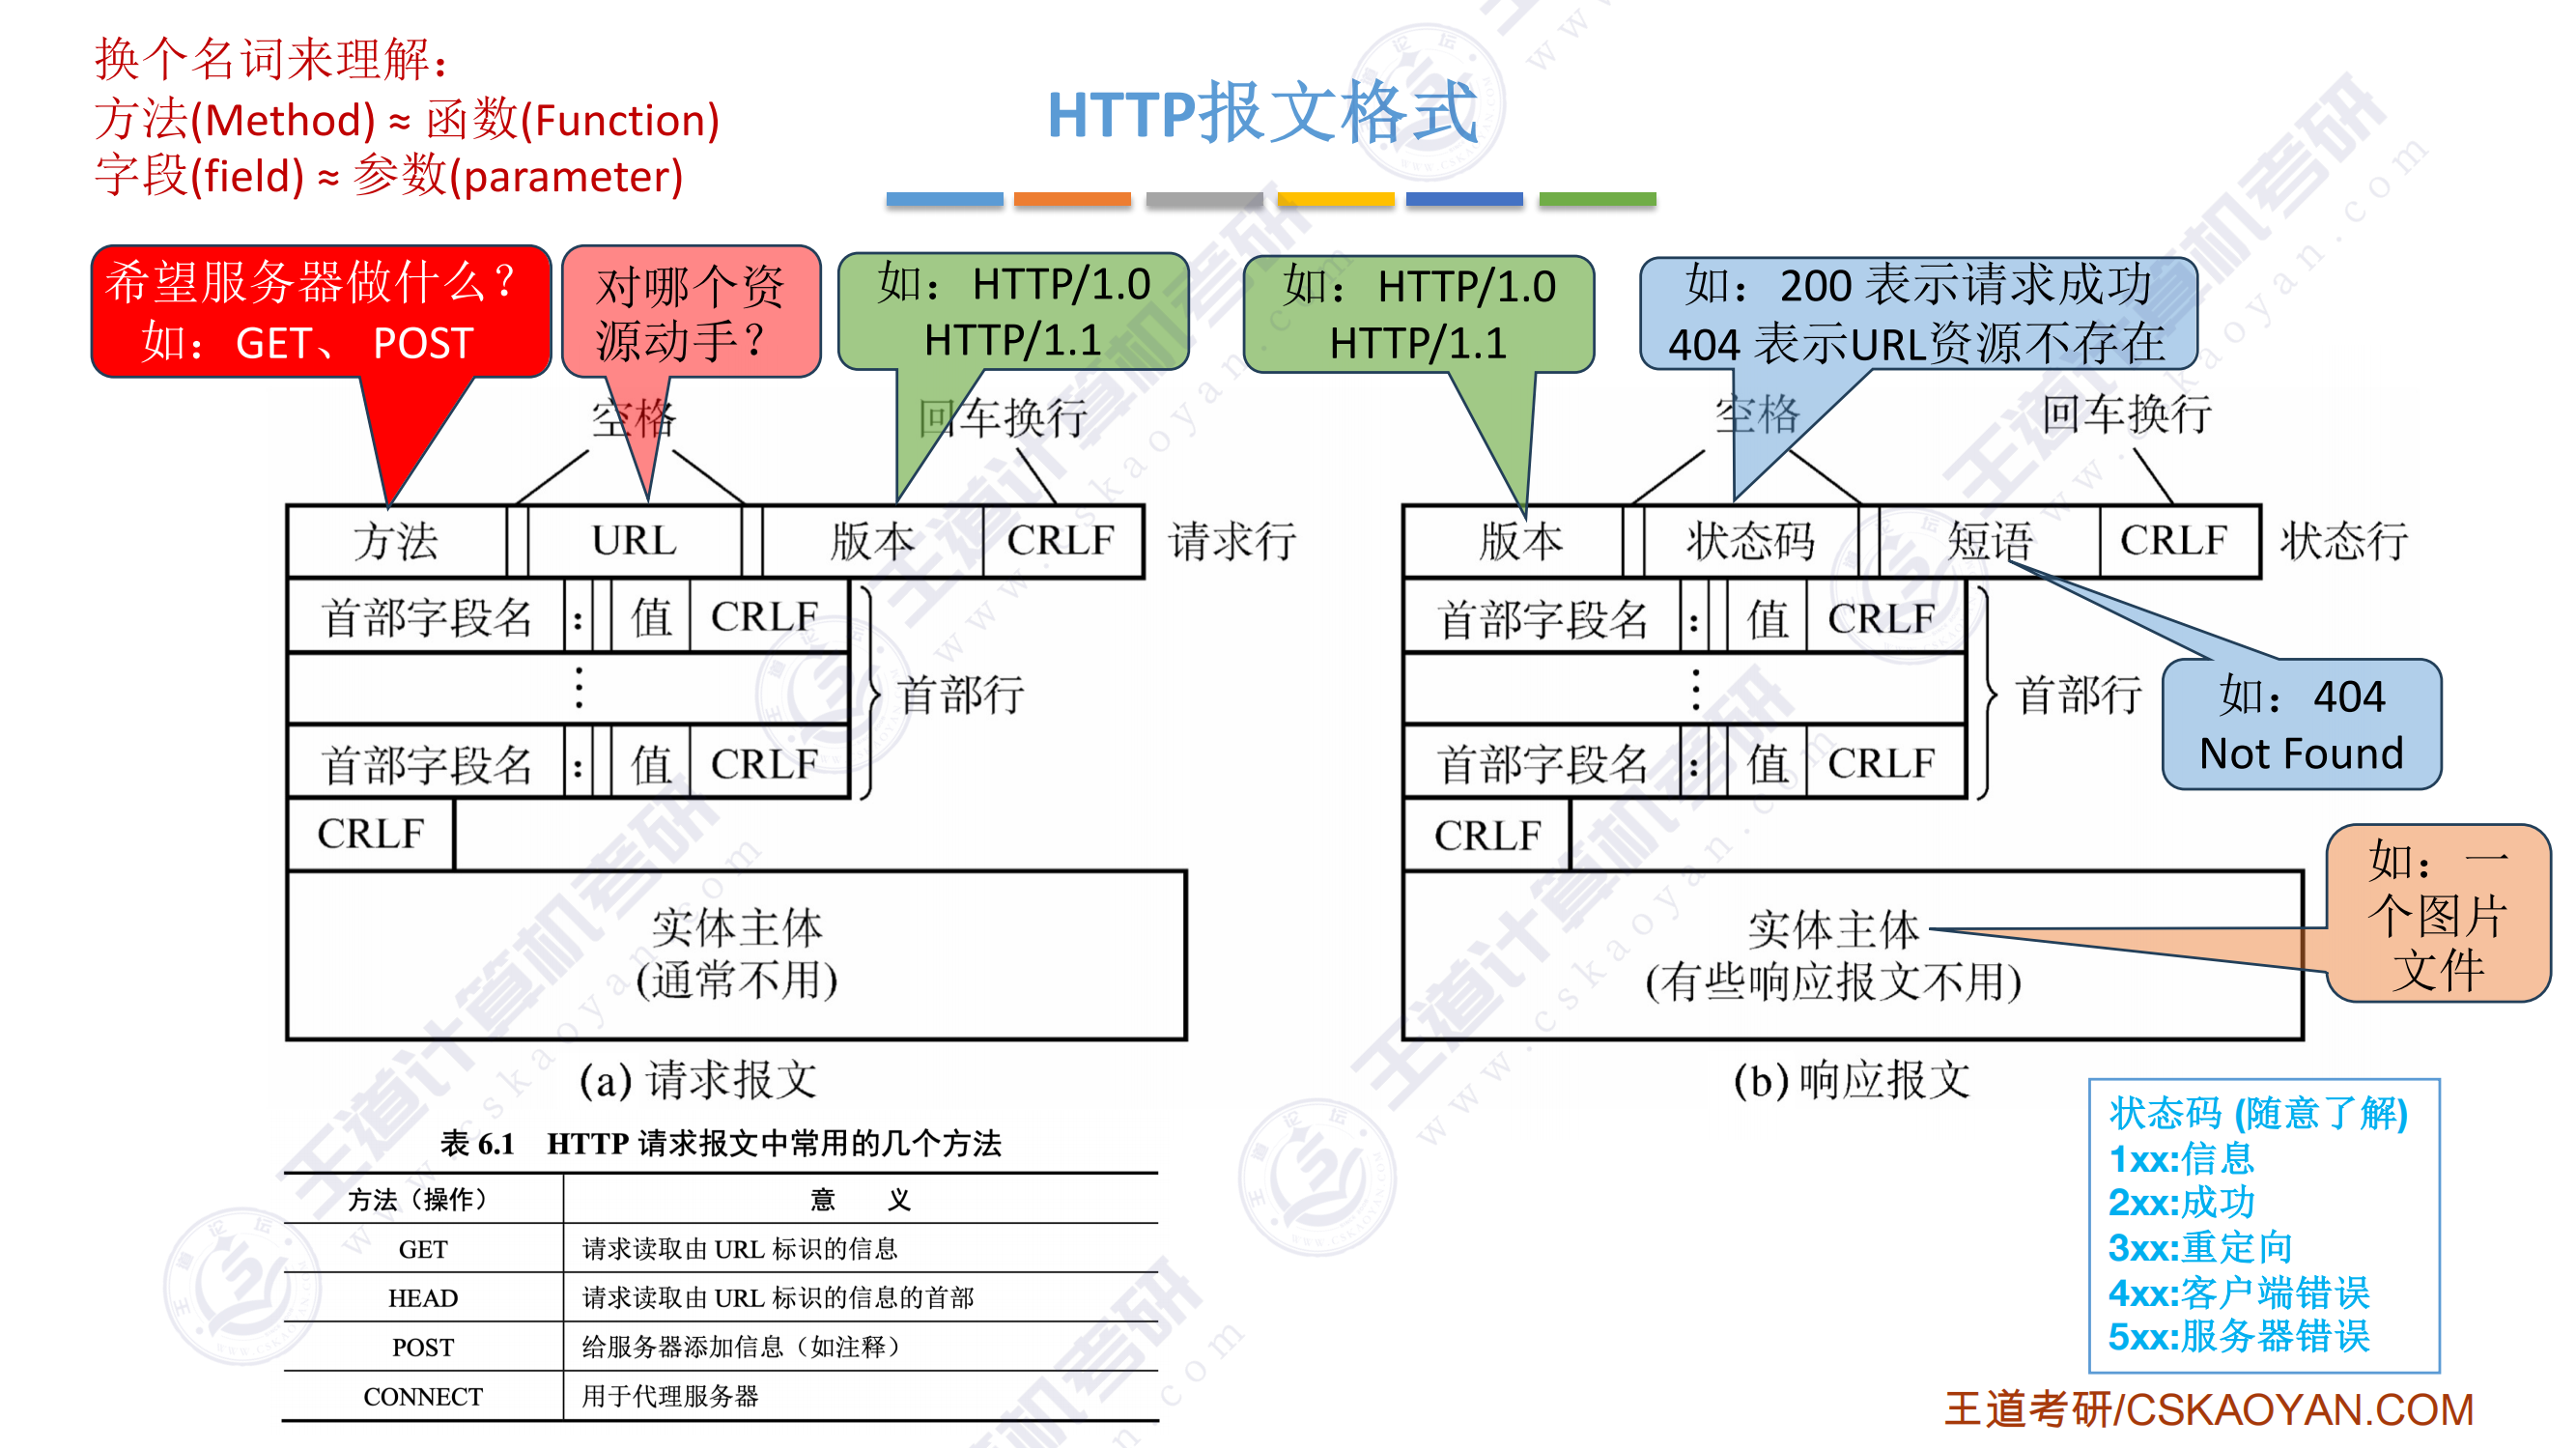 换个名词来理解：
方法(Method) ≈ 函数(Function)
字段(field) ≈ 参数(parameter)
HTTP报文格式
希望服务器做什么？
如：GET、 POST
对哪个资
源动手？
如：HTTP/1.0
HTTP/1.1
如：HTTP/1.0
HTTP/1.1
如：200 表示请求成功
404 表示URL资源不存在
空格
回车换行
空格
回车换行
方法 URL 版本 CRLF 请求行
首部字段名 : 值 CRLF
⋮
首部字段名 : 值 CRLF
首部行
CRLF
实体主体
(通常不用)
(a) 请求报文
版本 状态码 短语 CRLF 状态行
首部字段名 : 值 CRLF
⋮
首部字段名 : 值 CRLF
首部行
CRLF
实体主体
(有些响应报文不用)
(b) 响应报文
如：404
Not Found
如：一
个图片
文件
表 6.1 HTTP 请求报文中常用的几个方法
方法（操作） 意 义
GET 请求读取由 URL 标识的信息
HEAD 请求读取由 URL 标识的信息的首部
POST 给服务器添加信息（如注释）
CONNECT 用于代理服务器
状态码 (随意了解)
1xx:信息
2xx:成功
3xx:重定向
4xx:客户端错误
5xx:服务器错误
王道考研/CSKAOYAN.COM
王道计算机考研
www.cskaoyan.com